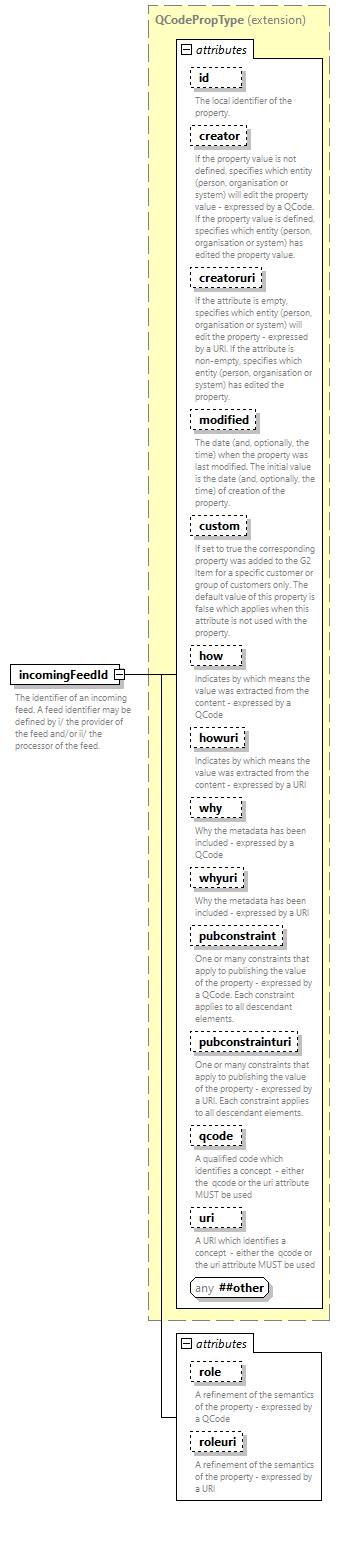 QCodePropType (extension)
attributes
id
The local identifier of the
property.
creator
If the property value is not
defined, specifies which entity
(person, organisation or
system) will edit the property
value - expressed by a QCode.
If the property value is defined,
specifies which entity (person,
organisation or system) has
edited the property value.
creatoruri
If the attribute is empty,
specifies which entity (person,
organisation or system) will
edit the property - expressed
by a URI. If the attribute is
non-empty, specifies which
entity (person, organisation or
system) has edited the
property.
modified
The date (and, optionally, the
time) when the property was
last modified. The initial value
is the date (and, optionally, the
time) of creation of the
property.
custom
If set to true the corresponding
property was added to the G2
Item for a specific customer or
group of customers only. The
default value of this property is
false which applies when this
attribute is not used with the
property.
how
Indicates by which means the
value was extracted from the
content - expressed by a
QCode
howuri
Indicates by which means the
value was extracted from the
content - expressed by a URI
why
Why the metadata has been
included - expressed by a
QCode
whyuri
Why the metadata has been
included - expressed by a URI
pubconstraint
One or many constraints that
apply to publishing the value
of the property - expressed by
a QCode. Each constraint
applies to all descendant
elements.
pubconstrainturi
One or many constraints that
apply to publishing the value
of the property - expressed by
a URI. Each constraint applies
to all descendant elements.
qcode
A qualified code which
identifies a concept  - either
the  qcode or the uri attribute
MUST be used
uri
A URI which identifies a
concept  - either the  qcode or
the uri attribute MUST be used
any ##other
incomingFeedId
The identifier of an incoming
feed. A feed identifier may be
defined by i/ the provider of
the feed and/or ii/ the
processor of the feed.
attributes
role
A refinement of the semantics
of the property - expressed by
a QCode
roleuri
A refinement of the semantics
of the property - expressed by
a URI